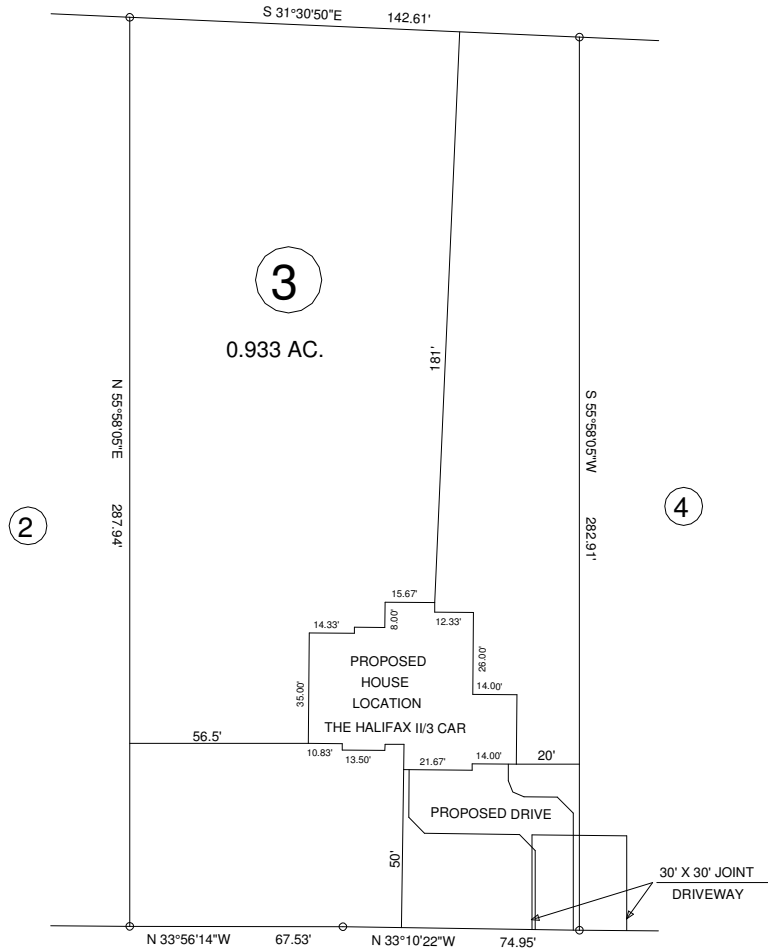 S 31°30'50"E 142.61'
3
0.933 AC.
181'
N 55°58'05"E 287.94'
S 55°58'05"W 282.91'
2
4
15.67'
14.33'
8.00'
12.33'
35.00'
26.00'
PROPOSED
HOUSE
LOCATION
14.00'
THE HALIFAX II/3 CAR
56.5'
10.83'
13.50'
21.67'
14.00'
20'
PROPOSED DRIVE
50'
30' X 30' JOINT
DRIVEWAY
N 33°56'14"W 67.53' N 33°10'22"W 74.95'